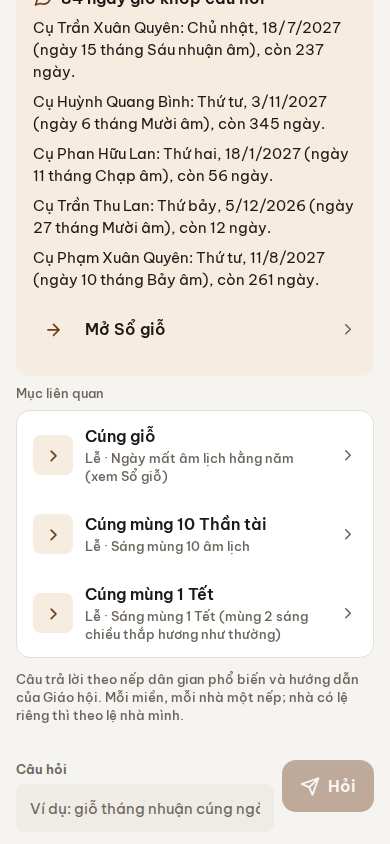 Cụ Trần Xuân Quyên: Chủ nhật, 18/7/2027
(ngày 15 tháng Sáu nhuận âm), còn 237
ngày.
Cụ Huỳnh Quang Bình: Thứ tư, 3/11/2027
(ngày 6 tháng Mười âm), còn 345 ngày.
Cụ Phan Hữu Lan: Thứ hai, 18/1/2027 (ngày
11 tháng Chạp âm), còn 56 ngày.
Cụ Trần Thu Lan: Thứ bảy, 5/12/2026 (ngày
27 tháng Mười âm), còn 12 ngày.
Cụ Phạm Xuân Quyên: Thứ tư, 11/8/2027
(ngày 10 tháng Bảy âm), còn 261 ngày.
Mở Sổ giỗ
Mục liên quan
Cúng giỗ
Lễ · Ngày mất âm lịch hằng năm
(xem Sổ giỗ)
Cúng mùng 10 Thần tài
Lễ · Sáng mùng 10 âm lịch
Cúng mùng 1 Tết
Lễ · Sáng mùng 1 Tết (mùng 2 sáng
chiều thắp hương như thường)
Câu trả lời theo nếp dân gian phổ biến và hướng dẫn
của Giáo hội. Mỗi miền, mỗi nhà một nếp; nhà có lệ
riêng thì theo lệ nhà mình.
Câu hỏi
Hỏi
Ví dụ: giỗ tháng nhuận cúng